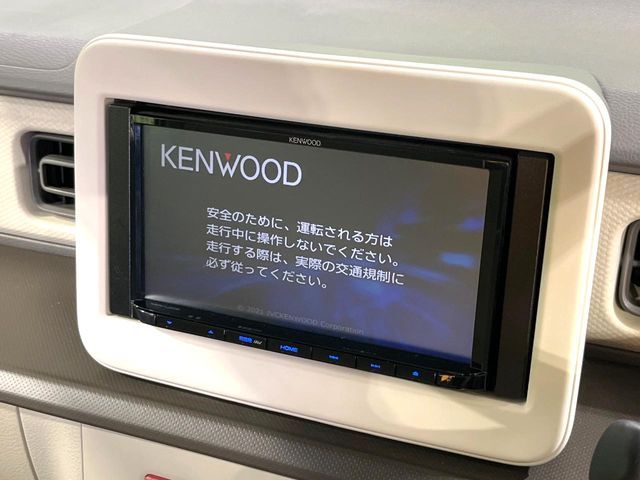 KENWOOD
KENWOOD
安全のために、運転される方は
走行中に操作しないでください。
走行する際は、実際の交通規制に
必ず従ってください。
© 2021 JVCKENWOOD Corporation
AV HOME